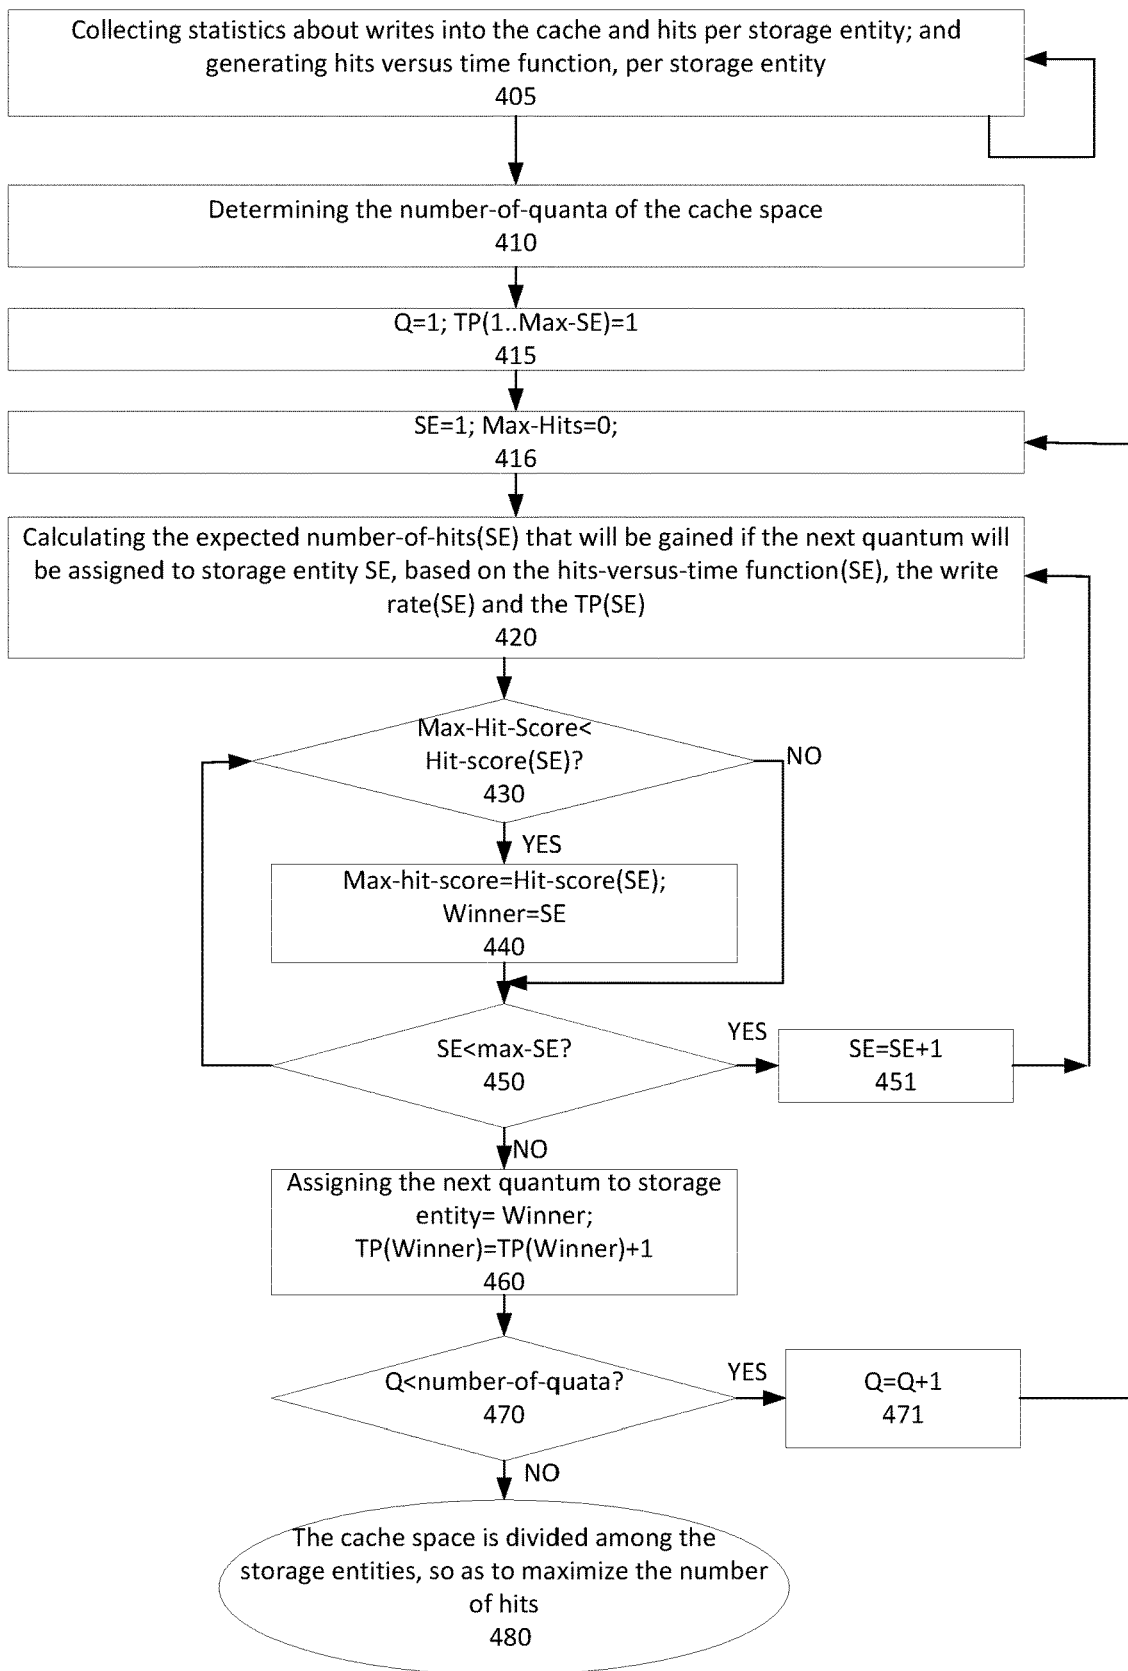 Collecting statistics about writes into the cache and hits per storage entity; and
generating hits versus time function, per storage entity
405
Determining the number-of-quanta of the cache space
410
Q=1; TP(1..Max-SE)=1
415
SE=1; Max-Hits=0;
416
Calculating the expected number-of-hits(SE) that will be gained if the next quantum will
be assigned to storage entity SE, based on the hits-versus-time function(SE), the write
rate(SE) and the TP(SE)
420
Max-Hit-Score<
Hit-score(SE)?
430
NO
YES
Max-hit-score=Hit-score(SE);
Winner=SE
440
SE<max-SE?
450
YES
SE=SE+1
451
NO
Assigning the next quantum to storage
entity= Winner;
TP(Winner)=TP(Winner)+1
460
Q<number-of-quata?
470
YES
Q=Q+1
471
NO
The cache space is divided among the
storage entities, so as to maximize the number
of hits
480